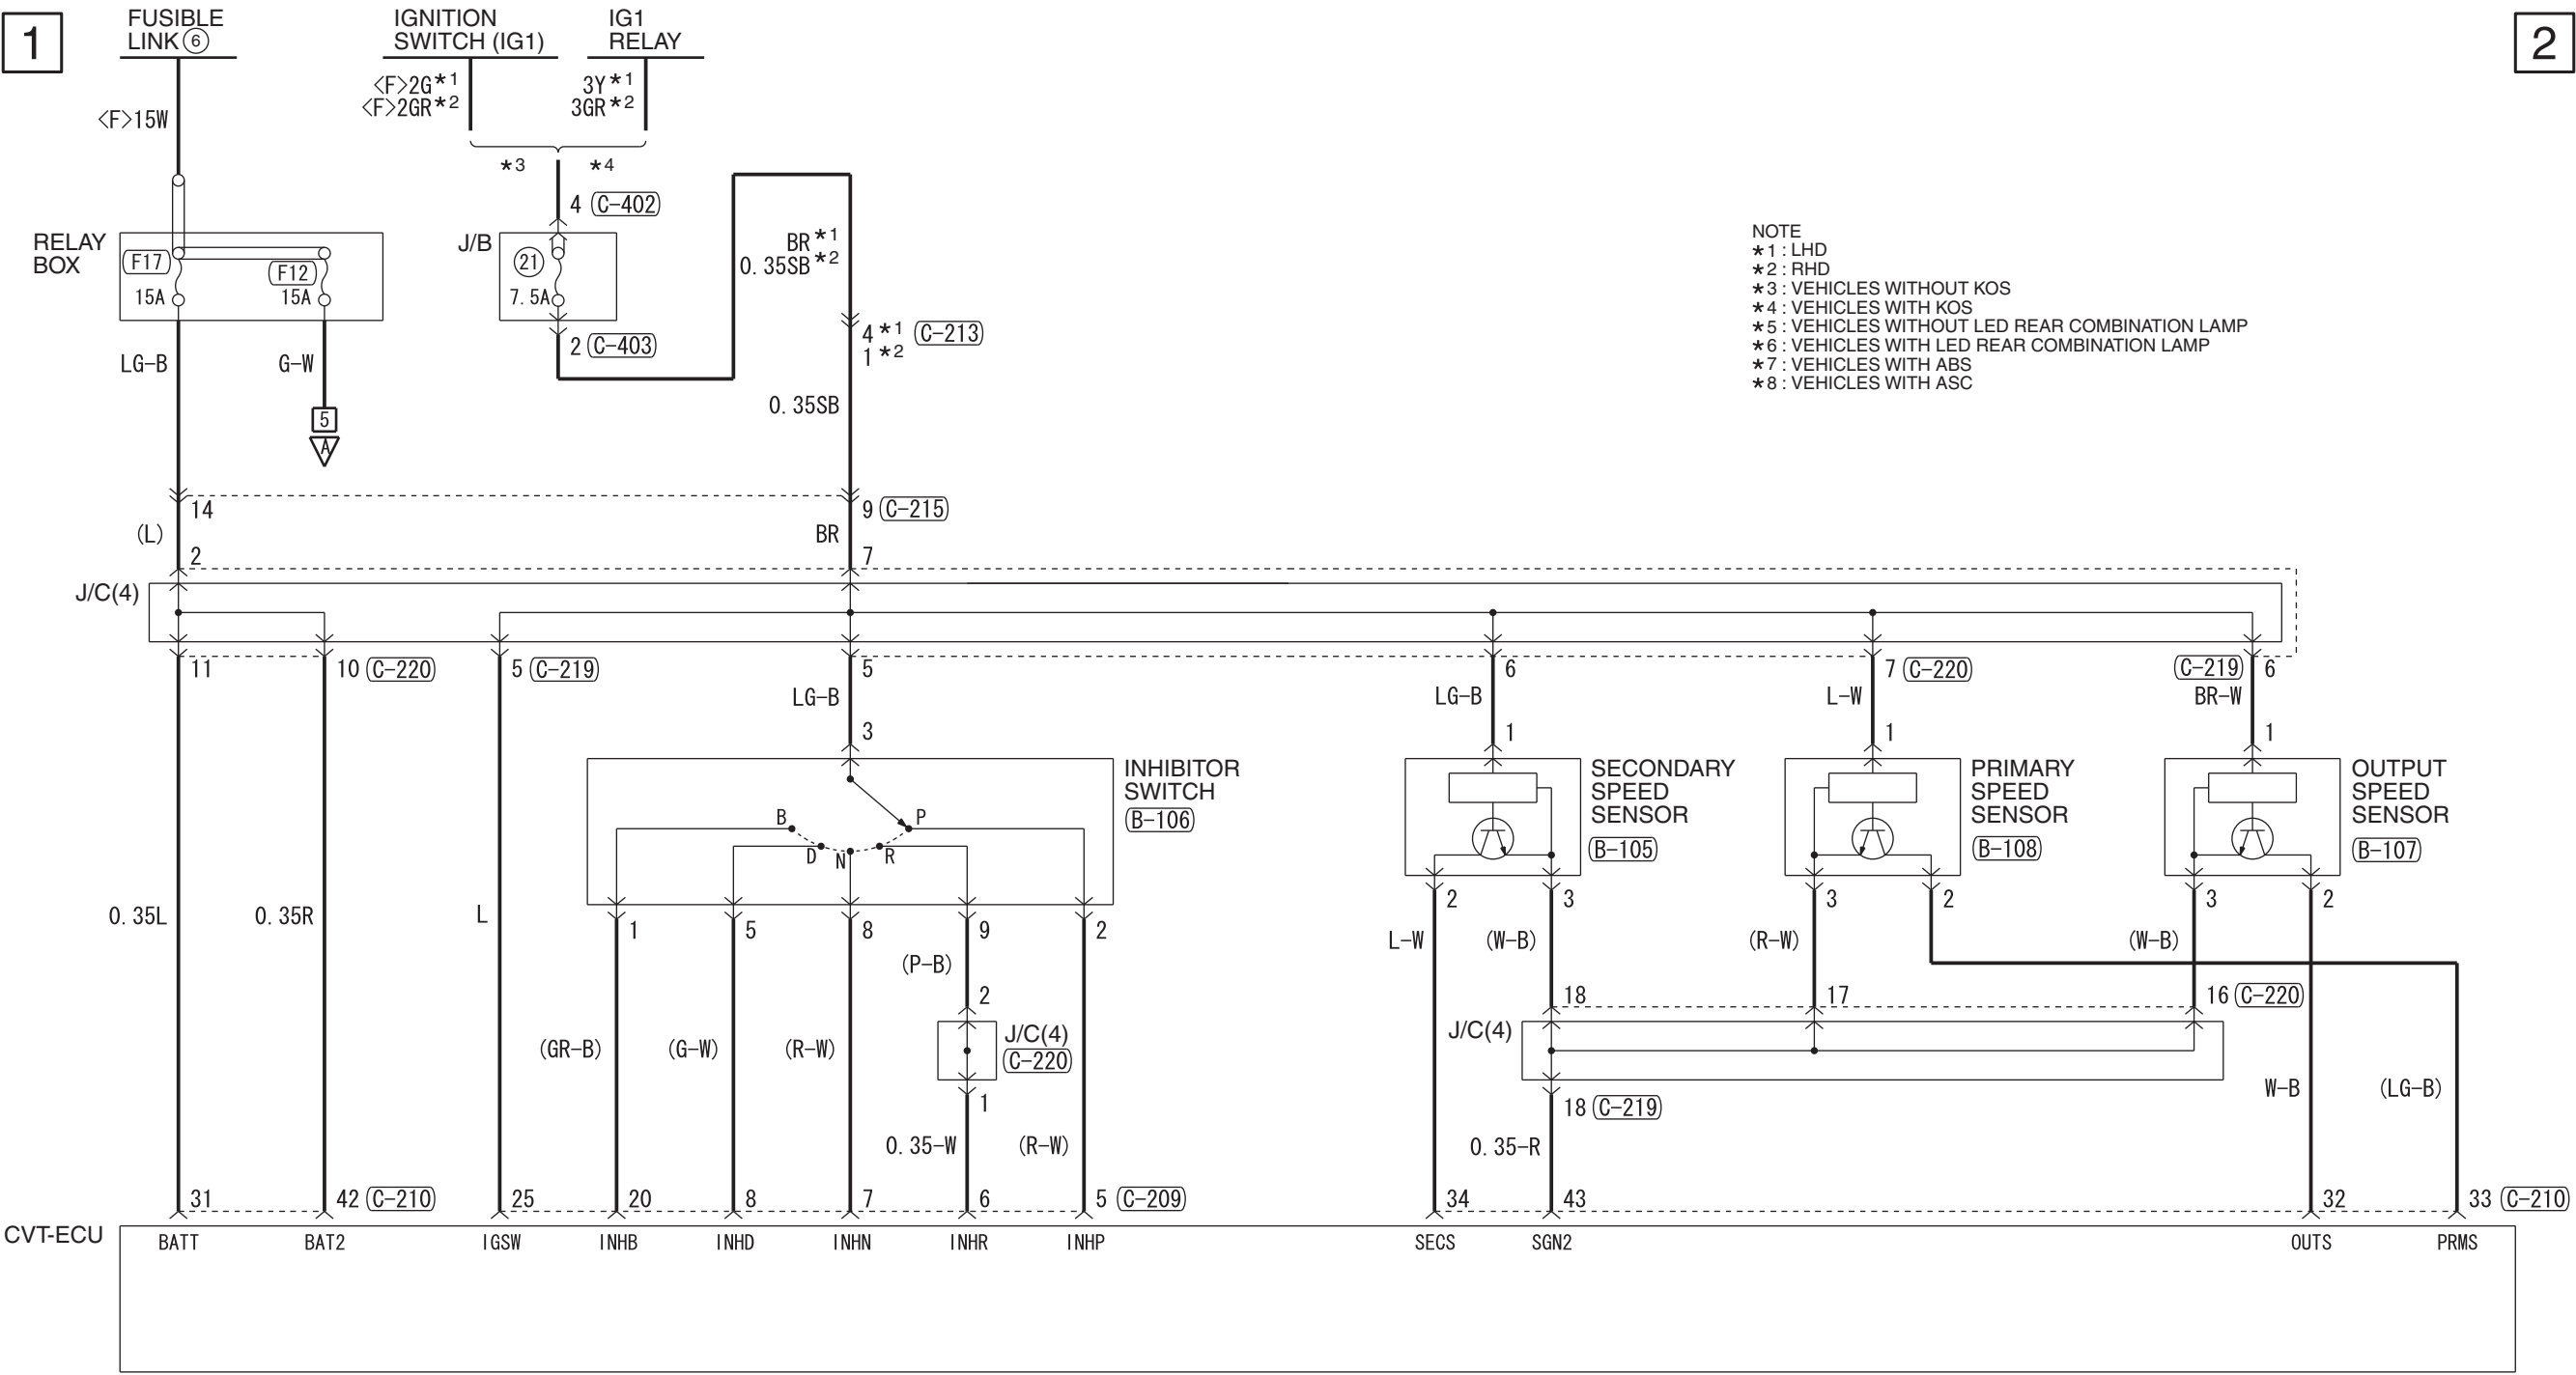 1
FUSIBLE
LINK 6
IGNITION
SWITCH (IG1)
IG1
RELAY
2
<F>15W
<F>2G*1
<F>2GR*2
3Y*1
3GR*2
*3
*4
4 C-402
RELAY
BOX
F17
15A
F12
15A
J/B
21
7.5A
2 C-403
BR*1
0.35SB*2
4*1 C-213
1*2
0.35SB
NOTE
*1 : LHD
*2 : RHD
*3 : VEHICLES WITHOUT KOS
*4 : VEHICLES WITH KOS
*5 : VEHICLES WITHOUT LED REAR COMBINATION LAMP
*6 : VEHICLES WITH LED REAR COMBINATION LAMP
*7 : VEHICLES WITH ABS
*8 : VEHICLES WITH ASC
LG-B
G-W
5
A
14
9 C-215
(L)
BR
2
7
J/C(4)
11
10 C-220
5 C-219
5
6
7 C-220
C-219 6
LG-B
LG-B
L-W
BR-W
3
1
1
1
INHIBITOR
SWITCH
B-106
B
D
N
R
P
SECONDARY
SPEED
SENSOR
B-105
PRIMARY
SPEED
SENSOR
B-108
OUTPUT
SPEED
SENSOR
B-107
1
5
8
9
2
2
3
3
2
3
2
0.35L
0.35R
L
(P-B)
L-W
(W-B)
(R-W)
(W-B)
2
18
17
16 C-220
(GR-B)
(G-W)
(R-W)
J/C(4)
C-220
J/C(4)
1
18 C-219
W-B
(LG-B)
0.35-W
(R-W)
0.35-R
31
42 C-210
25
20
8
7
6
5 C-209
34
43
32
33 C-210
CVT-ECU
BATT
BAT2
IGSW
INHB
INHD
INHN
INHR
INHP
SECS
SGN2
OUTS
PRMS